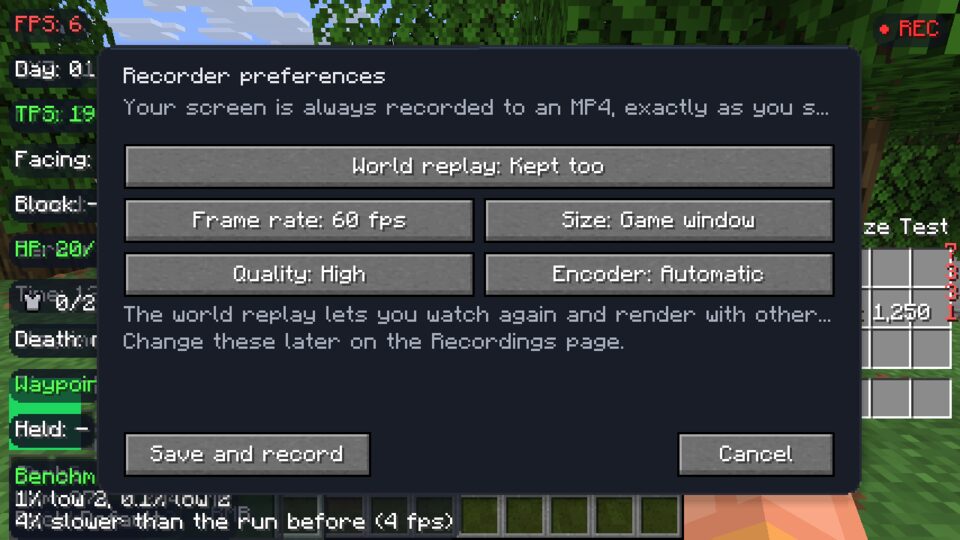 FPS: 6
REC
Day: 01
Recorder preferences
Your screen is always recorded to an MP4, exactly as you s...
TPS: 19
Facing:
World replay: Kept too
Block: -
Frame rate: 60 fps
Size: Game window
ze Test
HP: 20/
Quality: High
Encoder: Automatic
0/2
The world replay lets you watch again and render with other...
1,250
Death:
Change these later on the Recordings page.
Waypoin
Held: -
Save and record
Cancel
Benchm
1% low 2, 0.1% low 2
4% slower than the run before (4 fps)